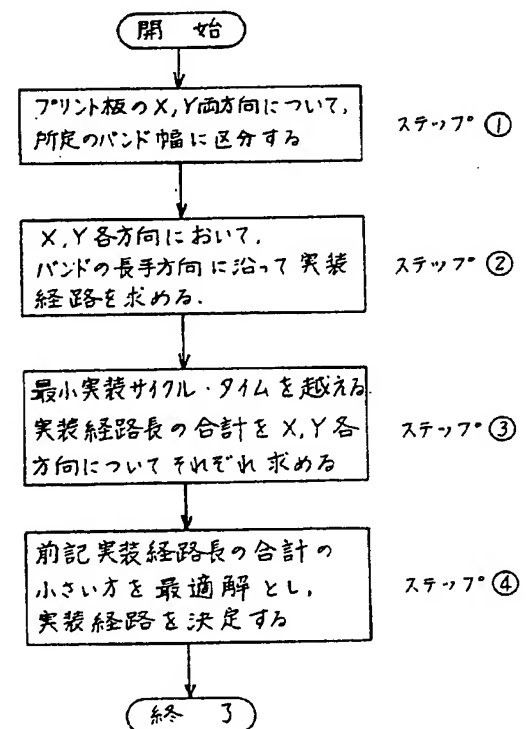 開 始
プリント板のX,Y両方向について,
所定のバンド幅に区分する
ステップ ①
X,Y各方向において,
バンドの長手方向に沿って実装
経路を求める.
ステップ ②
最小実装サイクル・タイムを越える
実装経路長の合計をX,Y各
方向についてそれぞれ求める
ステップ ③
前記実装経路長の合計の
小さい方を最適解とし,
実装経路を決定する
ステップ ④
終 了